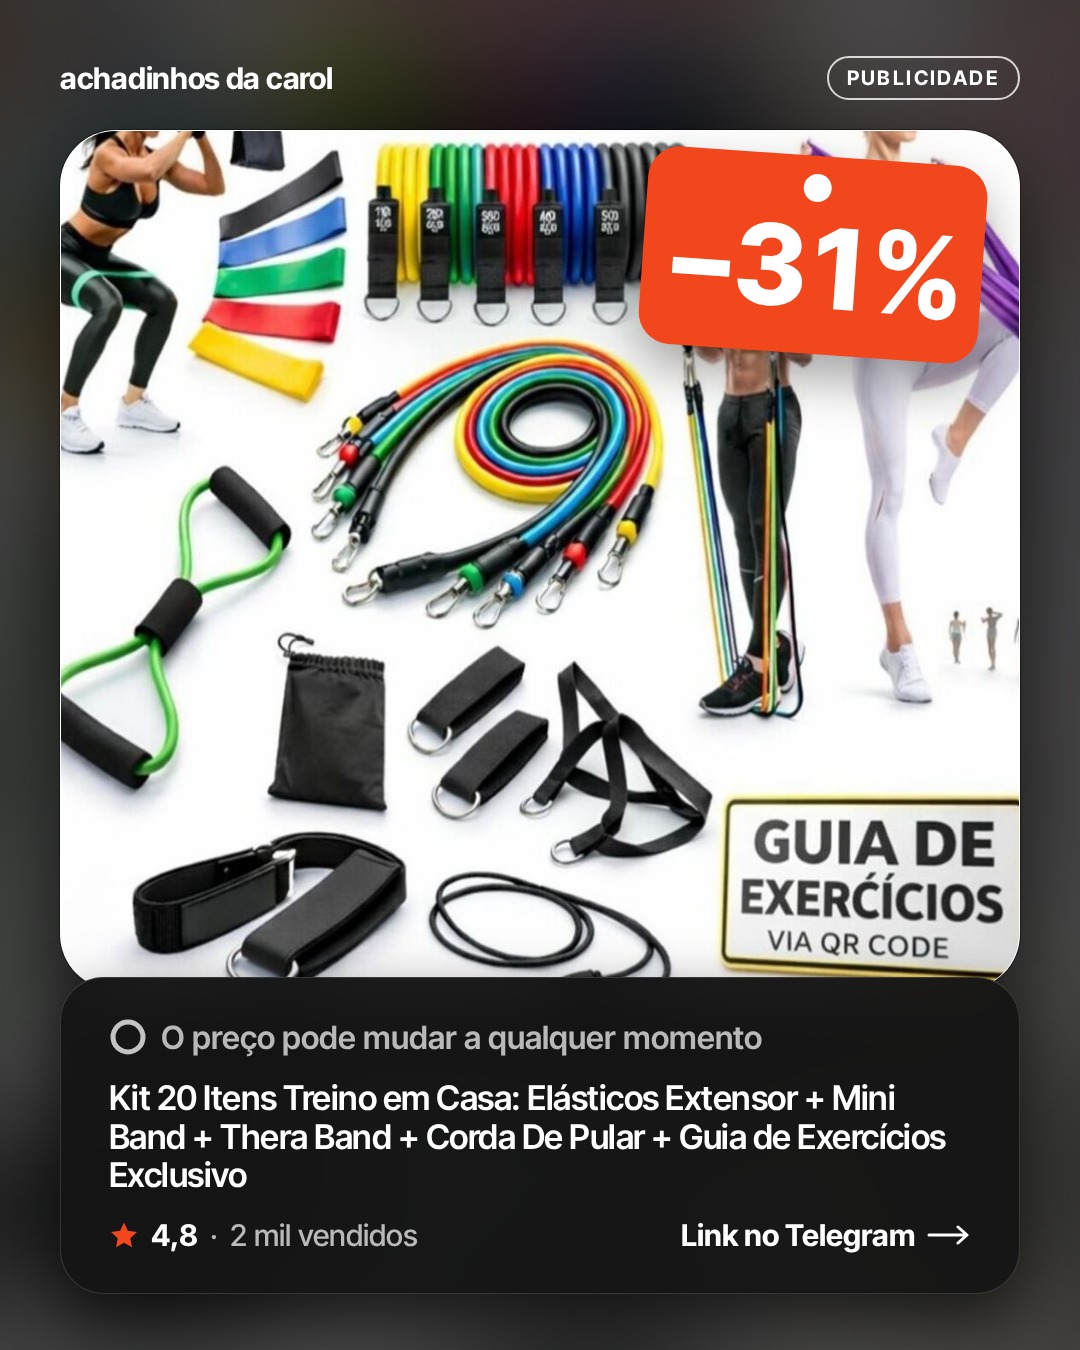 achadinhos da carol
PUBLICIDADE
-31%
GUIA DE
EXERĆÍCIOS
VIA QR CODE
O preço pode mudar a qualquer momento
Kit 20 Itens Treino em Casa: Elásticos Extensor + Mini
Band + Thera Band + Corda De Pular + Guia de Exercícios
Exclusivo
4,8 · 2 mil vendidos
Link no Telegram →